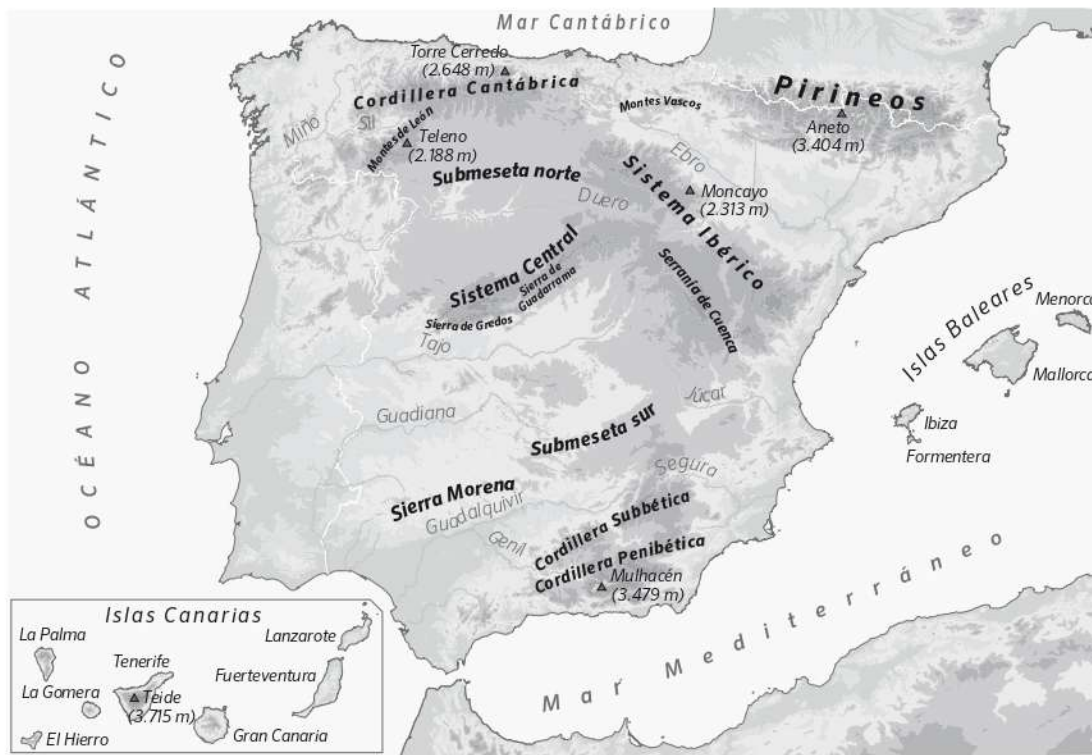 Mar Cantábrico
OCÉANO ATLÁNTICO
Torre Cerredo
(2.648 m)
Cordillera Cantábrica
Pirineos
Montes Vascos
Aneto
(3.404 m)
Miño
Sil
Montes de León
Teleno
(2.188 m)
Ebro
Submeseta norte
Sistema Ibérico
Moncayo
(2.313 m)
Duero
Sistema Central
Sierra de
Guadarrama
Serranía de Cuenca
Sierra de Gredos
Tajo
Islas Baleares
Menorca
Mallorca
Ibiza
Formentera
Júcar
Guadiana
Submeseta sur
Segura
Sierra Morena
Guadalquivir
Genil
Cordillera Subbética
Cordillera Penibética
Mulhacén
(3.479 m)
Mar Mediterráneo
Islas Canarias
La Palma
Lanzarote
Tenerife
Fuerteventura
La Gomera
Teide
(3.715 m)
El Hierro
Gran Canaria